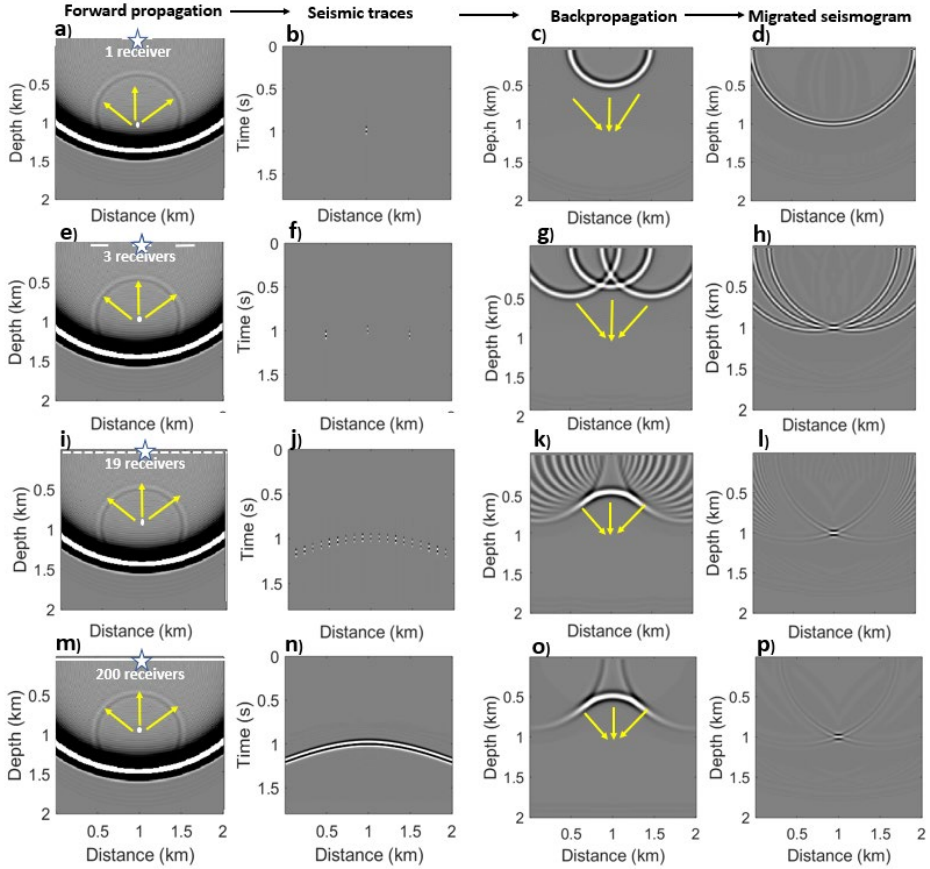 Forward propagation Seismic traces Backpropagation Migrated seismogram
a) b) c) d)
1 receiver
Depth (km) Time (s) Dep.h (km) Depth (km)
0.5 1 1.5 2
0 0.5 1 1.5
0.5 1 1.5 2
0.5 1 1.5 2
Distance (km) Distance (km) Distance (km) Distance (km)
e) f) g) h)
3 receivers
Depth (km) Time (s) Depth (km) Depth (km)
0.5 1 1.5 2
0 0.5 1 1.5
0.5 1 1.5 2
0.5 1 1.5 2
Distance (km) Distance (km) Distance (km) Distance (km)
i) j) k) l)
19 receivers
Depth (km) Time (s) Depth (km) Depth (km)
0.5 1 1.5 2
0 0.5 1 1.5
0.5 1 1.5 2
0.5 1 1.5 2
Distance (km) Distance (km) Distance (km) Distance (km)
m) n) o) p)
200 receivers
Depth (km) Time (s) Depth (km) Depth (km)
0.5 1 1.5 2
0 0.5 1 1.5
0 0.5 1 1.5 2
0 0.5 1 1.5 2
0.5 1 1.5 2 0.5 1 1.5 2 0.5 1 1.5 2 0.5 1 1.5 2
Distance (km) Distance (km) Distance (km) Distance (km)